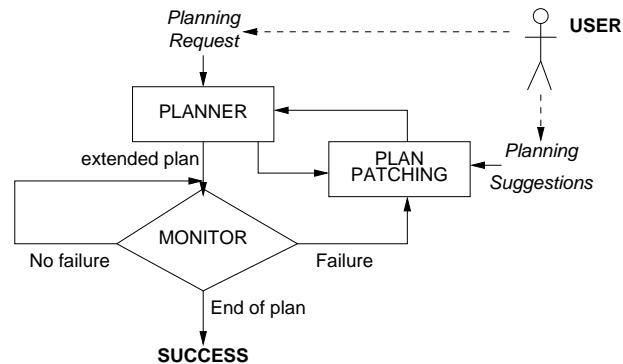 Planning
Request
USER
PLANNER
extended plan
PLAN
PATCHING
Planning
Suggestions
MONITOR
No failure
Failure
End of plan
SUCCESS